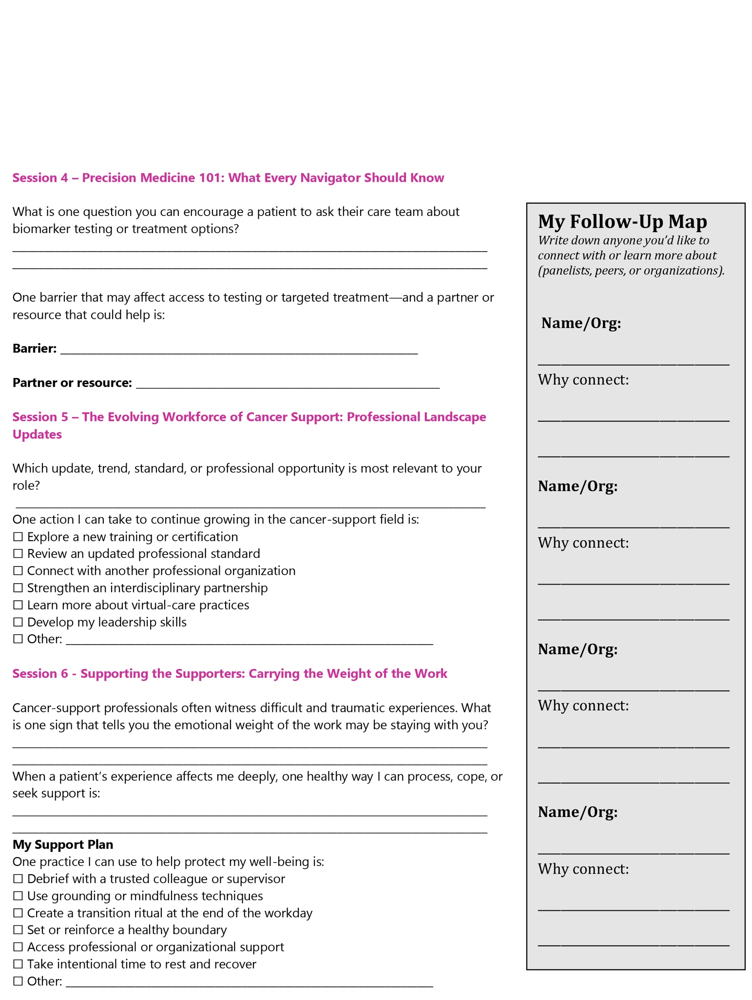 Session 4 – Precision Medicine 101: What Every Navigator Should Know
What is one question you can encourage a patient to ask their care team about
biomarker testing or treatment options?
One barrier that may affect access to testing or targeted treatment—and a partner or
resource that could help is:
Barrier: ____________________
Partner or resource: ____________________
Session 5 – The Evolving Workforce of Cancer Support: Professional Landscape
Updates
Which update, trend, standard, or professional opportunity is most relevant to your
role?
One action I can take to continue growing in the cancer-support field is:
☐ Explore a new training or certification
☐ Review an updated professional standard
☐ Connect with another professional organization
☐ Strengthen an interdisciplinary partnership
☐ Learn more about virtual-care practices
☐ Develop my leadership skills
☐ Other: ____________________
Session 6 - Supporting the Supporters: Carrying the Weight of the Work
Cancer-support professionals often witness difficult and traumatic experiences. What
is one sign that tells you the emotional weight of the work may be staying with you?
When a patient’s experience affects me deeply, one healthy way I can process, cope, or
seek support is:
My Support Plan
One practice I can use to help protect my well-being is:
☐ Debrief with a trusted colleague or supervisor
☐ Use grounding or mindfulness techniques
☐ Create a transition ritual at the end of the workday
☐ Set or reinforce a healthy boundary
☐ Access professional or organizational support
☐ Take intentional time to rest and recover
☐ Other: ____________________
My Follow-Up Map
Write down anyone you’d like to
connect with or learn more about
(panelists, peers, or organizations).
Name/Org:
Why connect:
Name/Org:
Why connect:
Name/Org:
Why connect:
Name/Org:
Why connect: